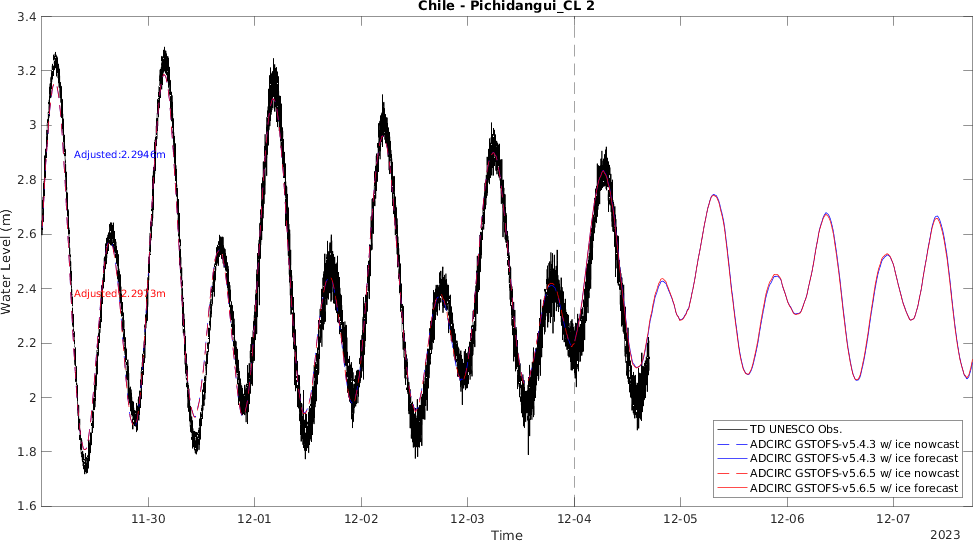 Chile - Pichidangui_CL 2
3.4
3.2
3
2.8
2.6
2.4
2.2
2
1.8
1.6
Water Level (m)
Adjusted:2.2946m
Adjusted:2.2973m
TD UNESCO Obs.
ADCIRC GSTOFS-v5.4.3 w/ ice nowcast
ADCIRC GSTOFS-v5.4.3 w/ ice forecast
ADCIRC GSTOFS-v5.6.5 w/ ice nowcast
ADCIRC GSTOFS-v5.6.5 w/ ice forecast
11-30 12-01 12-02 12-03 12-04 12-05 12-06 12-07
Time
2023